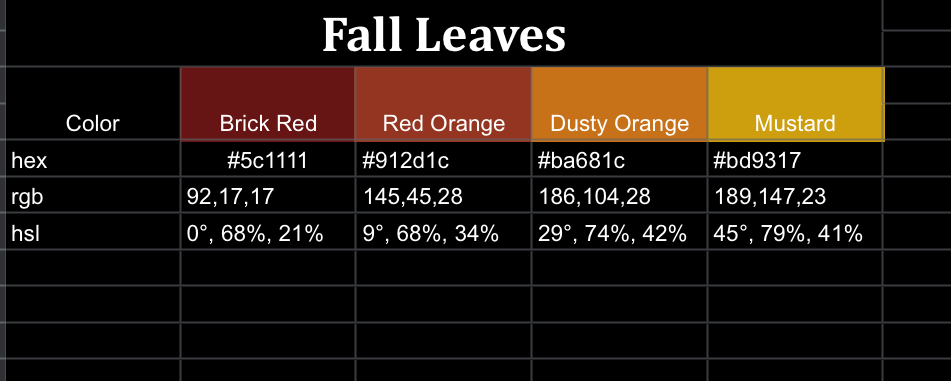 Fall Leaves
Color Brick Red Red Orange Dusty Orange Mustard
hex #5c1111 #912d1c #ba681c #bd9317
rgb 92,17,17 145,45,28 186,104,28 189,147,23
hsl 0°, 68%, 21% 9°, 68%, 34% 29°, 74%, 42% 45°, 79%, 41%